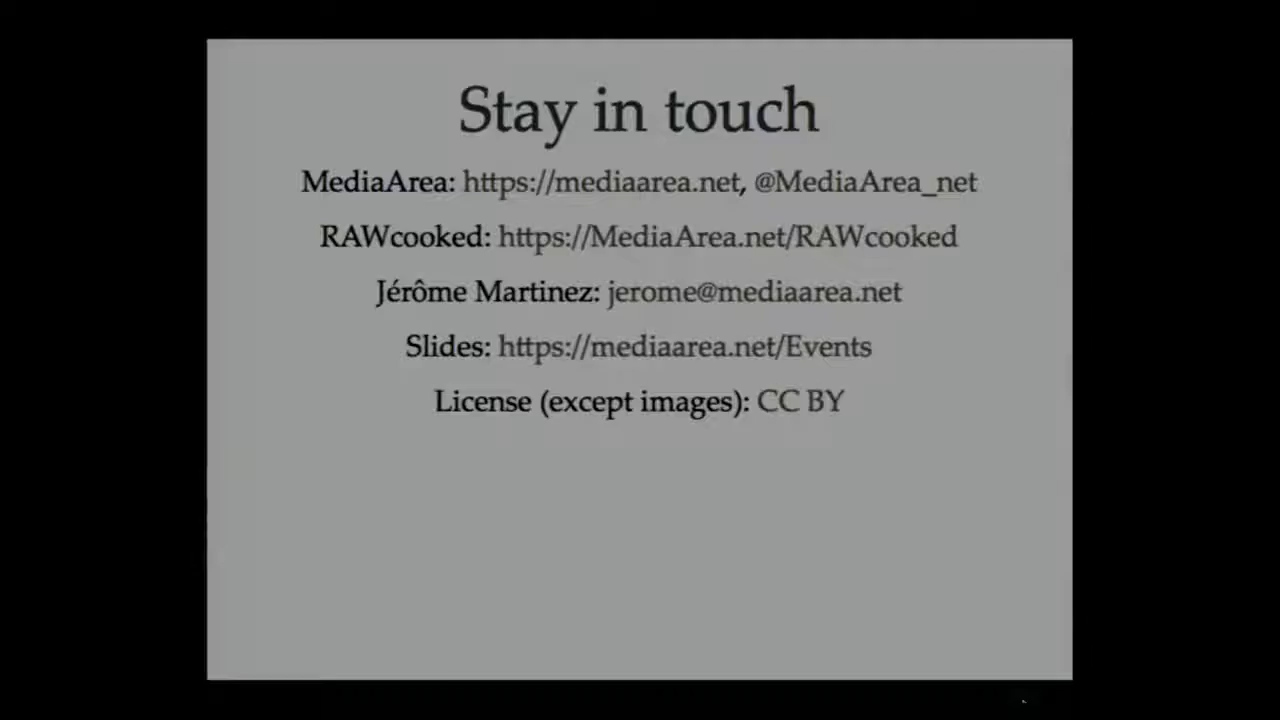 Stay in touch
MediaArea: https://mediaarea.net, @MediaArea_net
RAWcooked: https://MediaArea.net/RAWcooked
Jérôme Martinez: jerome@mediaarea.net
Slides: https://mediaarea.net/Events
License (except images): CC BY